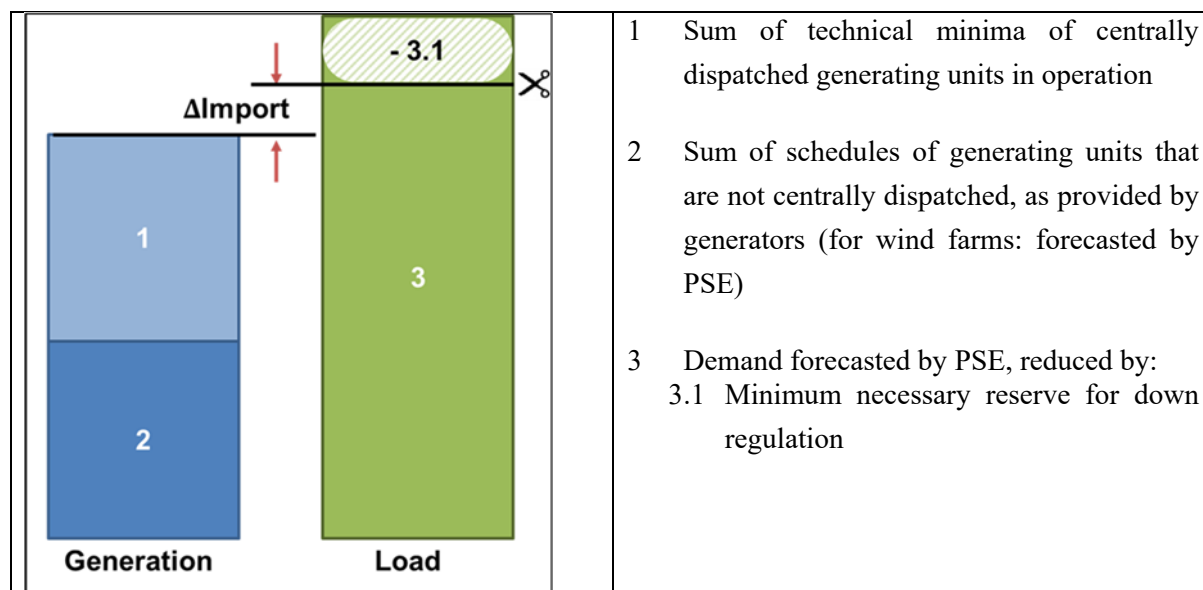 - 3.1
ΔImport
1
3
2
Generation
Load
1 Sum of technical minima of centrally
dispatched generating units in operation
2 Sum of schedules of generating units that
are not centrally dispatched, as provided by
generators (for wind farms: forecasted by
PSE)
3 Demand forecasted by PSE, reduced by:
3.1 Minimum necessary reserve for down
regulation